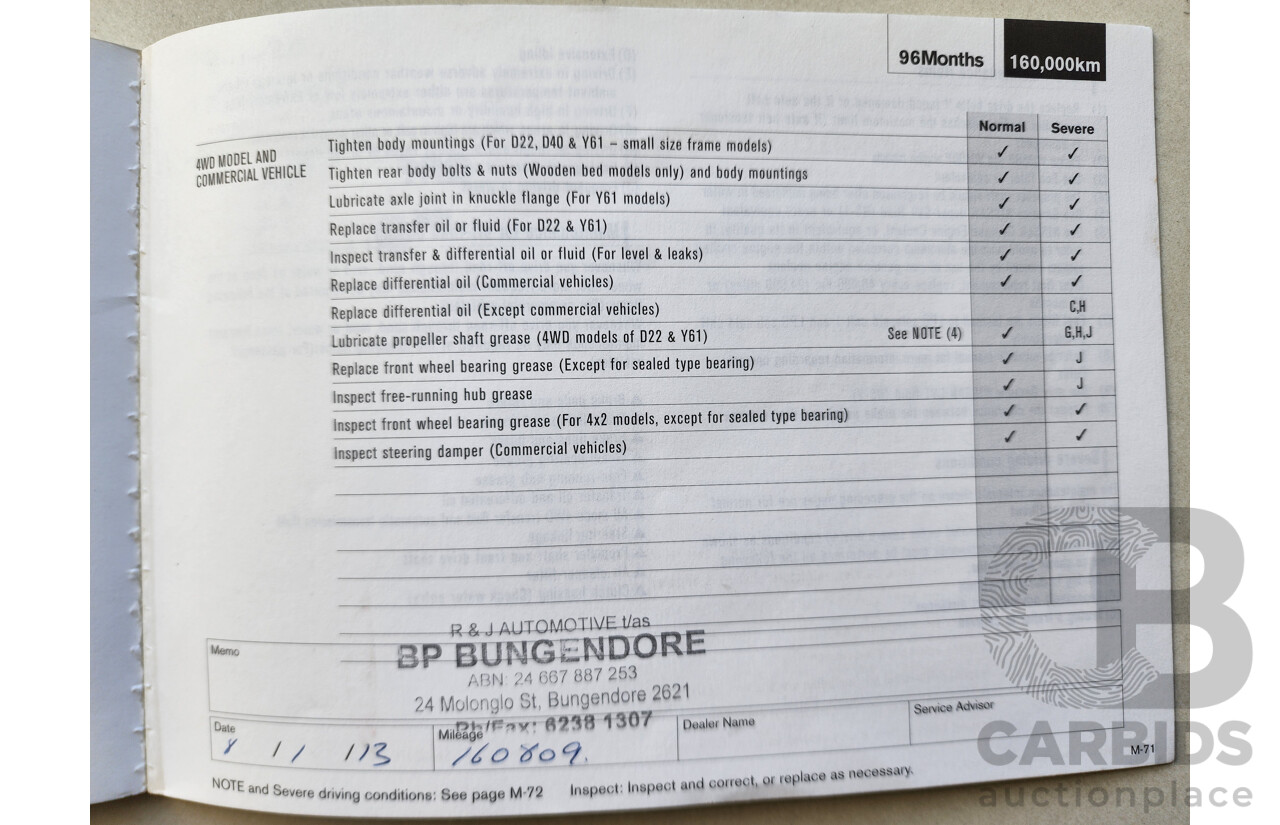 96Months 160,000km
Normal Severe
4WD MODEL AND
COMMERCIAL VEHICLE
Tighten body mountings (For D22, D40 & Y61 – small size frame models) ✓ ✓
Tighten rear body bolts & nuts (Wooden bed models only) and body mountings ✓ ✓
Lubricate axle joint in knuckle flange (For Y61 models) ✓ ✓
Replace transfer oil or fluid (For D22 & Y61) ✓ ✓
Inspect transfer & differential oil or fluid (For level & leaks) ✓ ✓
Replace differential oil (Commercial vehicles) ✓ ✓
Replace differential oil (Except commercial vehicles) C,H
Lubricate propeller shaft grease (4WD models of D22 & Y61) See NOTE (4) ✓ G,H,J
Replace front wheel bearing grease (Except for sealed type bearing) ✓ J
Inspect free-running hub grease ✓ J
Inspect front wheel bearing grease (For 4x2 models, except for sealed type bearing) ✓ ✓
Inspect steering damper (Commercial vehicles) ✓ ✓
R & J AUTOMOTIVE t/as
BP BUNGENDORE
ABN: 24 667 887 253
24 Molonglo St, Bungendore 2621
Ph/Fax: 6238 1307
Memo
Date Mileage Dealer Name Service Advisor
8 / 1 / 13 160809.
M-71
NOTE and Severe driving conditions: See page M-72 Inspect: Inspect and correct, or replace as necessary.
CB
CARBIDS
auctionplace